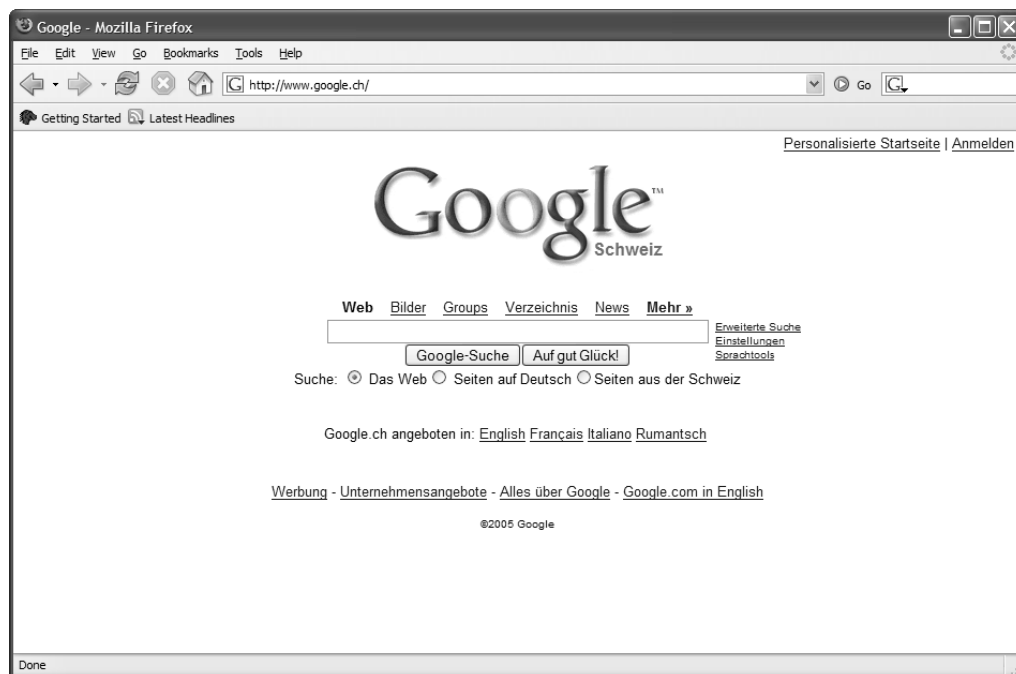 Google - Mozilla Firefox
File Edit View Go Bookmarks Tools Help
G http://www.google.ch/ Go G
Getting Started Latest Headlines
Personalisierte Startseite | Anmelden
Google™
Schweiz
Web Bilder Groups Verzeichnis News Mehr »
Erweiterte Suche
Einstellungen
Sprachtools
Google-Suche Auf gut Glück!
Suche: Das Web Seiten auf Deutsch Seiten aus der Schweiz
Google.ch angeboten in: English Français Italiano Rumantsch
Werbung - Unternehmensangebote - Alles über Google - Google.com in English
©2005 Google
Done